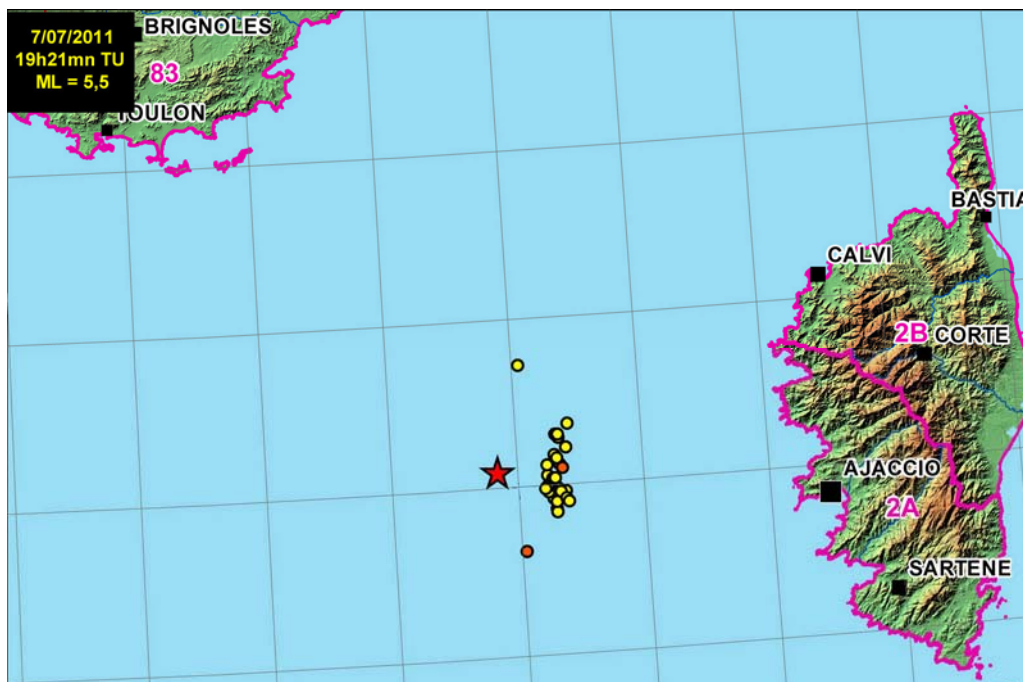 7/07/2011
19h21mn TU
ML = 5,5
BRIGNOLES
83
TOULON
BASTIA
CALVI
2B CORTE
AJACCIO
2A
SARTENE